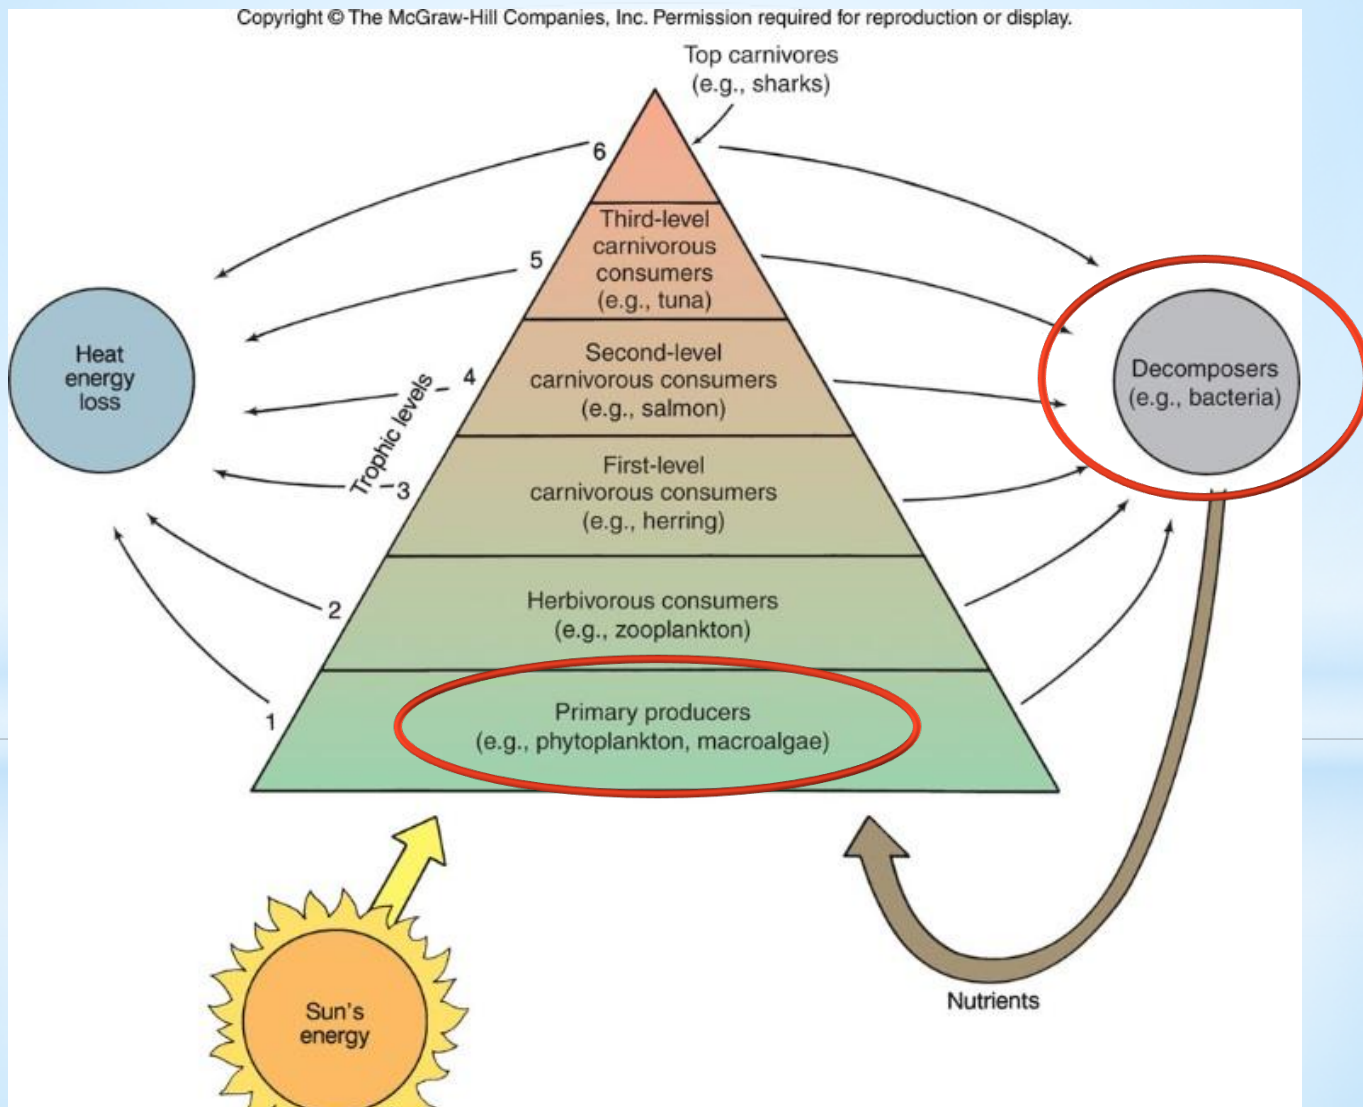 Copyright © The McGraw-Hill Companies, Inc. Permission required for reproduction or display.
Top carnivores
(e.g., sharks)
6
Third-level
carnivorous
consumers
(e.g., tuna)
5
Second-level
carnivorous consumers
(e.g., salmon)
4
Trophic levels
First-level
carnivorous consumers
(e.g., herring)
3
Herbivorous consumers
(e.g., zooplankton)
2
Primary producers
(e.g., phytoplankton, macroalgae)
1
Heat
energy
loss
Decomposers
(e.g., bacteria)
Sun's
energy
Nutrients